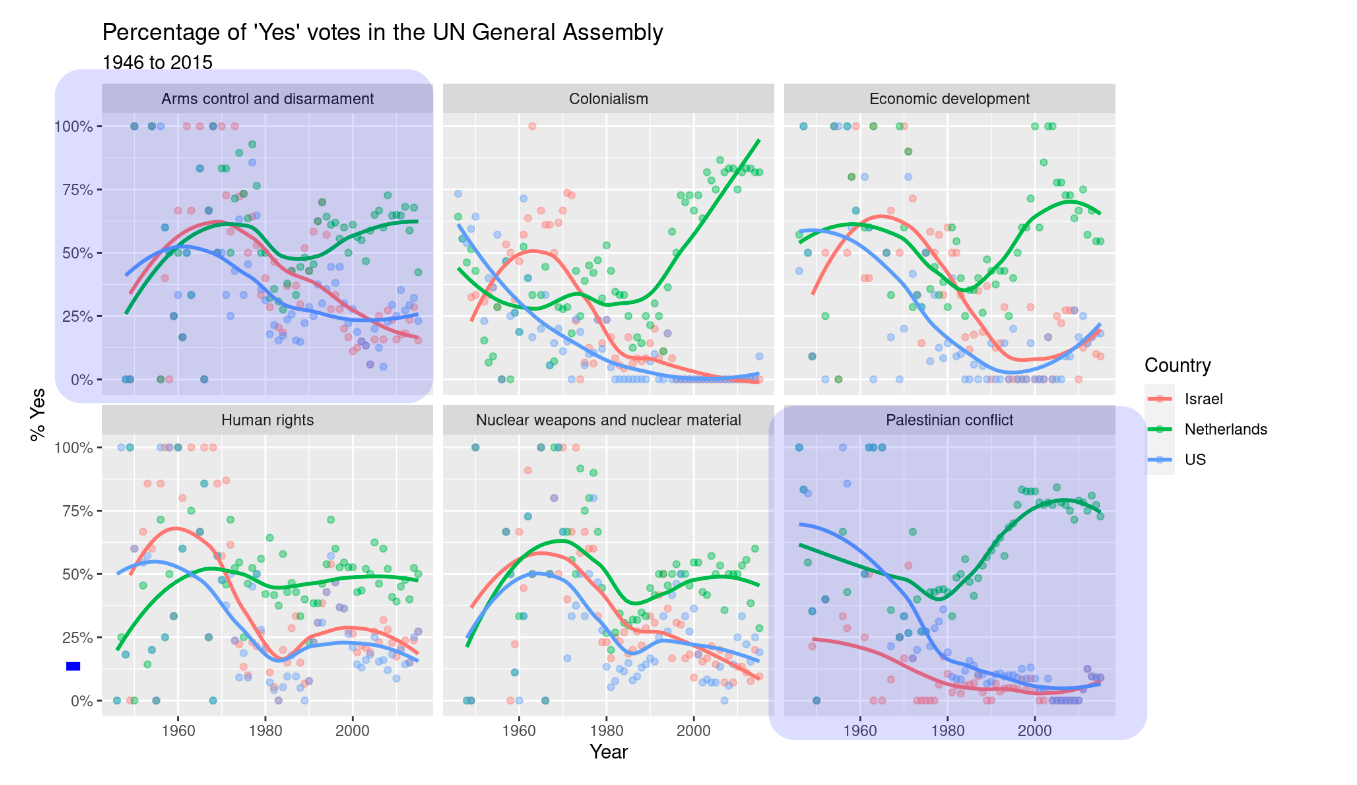 Percentage of 'Yes' votes in the UN General Assembly
1946 to 2015
Arms control and disarmament
Colonialism
Economic development
100%
75%
50%
25%
0%
Human rights
Nuclear weapons and nuclear material
Palestinian conflict
100%
75%
50%
25%
0%
1960 1980 2000
1960 1980 2000
1960 1980 2000
% Yes
Year
Country
Israel
Netherlands
US